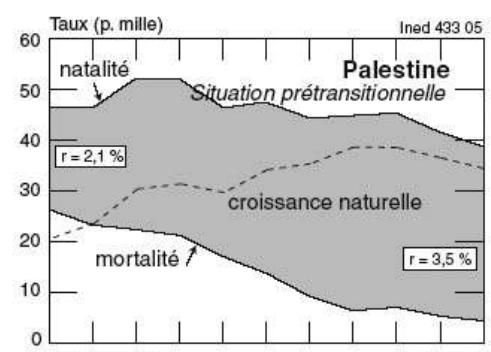 Taux (p. mille)
Ined 433 05
60
natalité
Palestine
50
Situation prétransitionnelle
40
r = 2,1 %
30
croissance naturelle
20
mortalité
r = 3,5 %
10
0